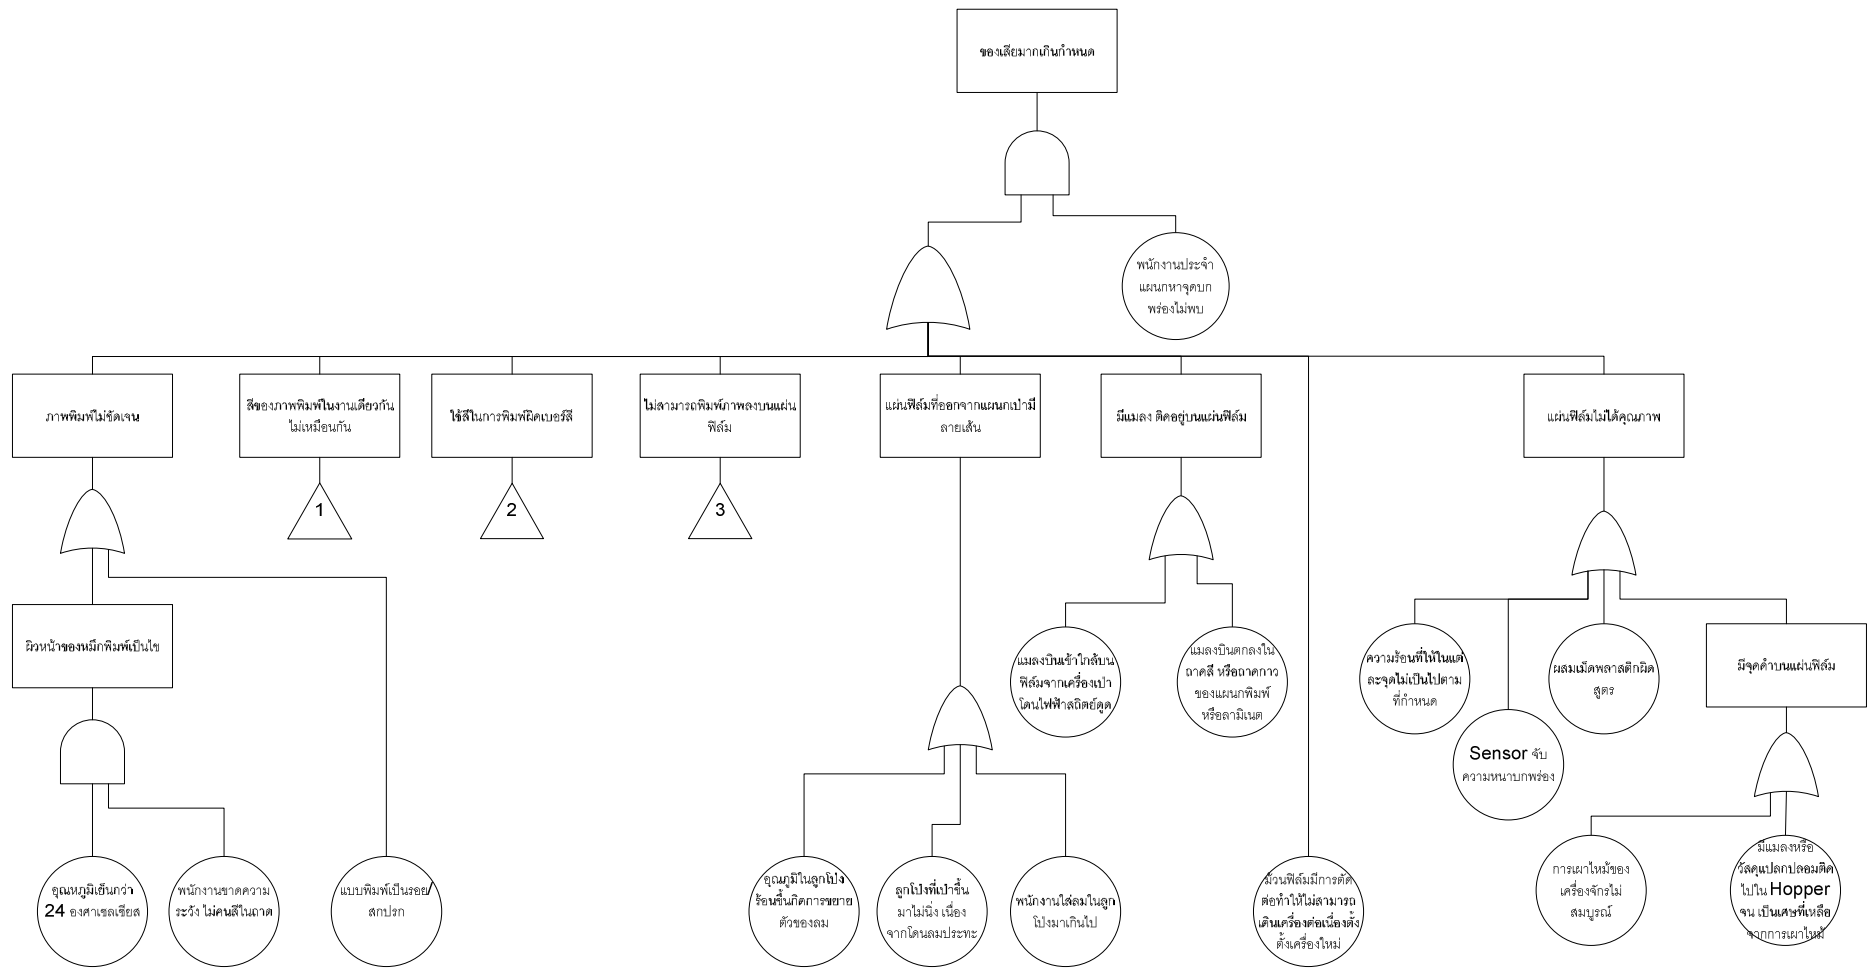 ของเสียมากเกินกำหนด
พนักงานประจำ
แผนกหาจุดบก
พร่องไม่พบ
ภาพพิมพ์ไม่ชัดเจน
สีของภาพพิมพ์ในงานเดียวกัน
ไม่เหมือนกัน
ใช้สีในการพิมพ์ผิดเบอร์สี
ไม่สามารถพิมพ์ภาพลงบนแผ่น
ฟิล์ม
แผ่นฟิล์มที่ออกจากแผนกเป่ามี
ลายเส้น
มีแมลง ติดอยู่บนแผ่นฟิล์ม
แผ่นฟิล์มไม่ได้คุณภาพ
1
2
3
ผิวหน้าของหมึกพิมพ์เป็นไข
แมลงบินเข้าใกล้บน
ฟิล์มจากเครื่องเป่า
โดนไฟฟ้าสถิตย์ดูด
แมลงบินตกลงใน
ถาดสี หรือถาดกาว
ของแผนกพิมพ์
หรือลามิเนต
ความร้อนที่ให้ในแต่
ละจุดไม่เป็นไปตาม
ที่กำหนด
Sensor จับ
ความหนาบกพร่อง
ผสมเม็ดพลาสติกผิด
สูตร
มีจุดดำบนแผ่นฟิล์ม
อุณหภูมิเย็นกว่า
24 องศาเซลเซียส
พนักงานขาดความ
ระวัง ไม่คนสีในถาด
แบบพิมพ์เป็นรอย/
สกปรก
อุณภูมิในลูกโป่ง
ร้อนขึ้นกิดการขยาย
ตัวของลม
ลูกโป่งที่เป่าขึ้น
มาไม่นิ่ง เนื่อง
จากโดนลมประทะ
พนักงานใส่ลมในลูก
โป่งมาเกินไป
ม้วนฟิล์มมีการตัด
ต่อทำให้ไม่สามารถ
เดินเครื่องต่อเนื่องตั้ง
ตั้งเครื่องใหม่
การเผาไหม้ของ
เครื่องจักรไม่
สมบูรณ์
มีแมลงหรือ
วัสดุแปลกปลอมติด
ไปใน Hopper
จน เป็นเศษที่เหลือ
จากการเผาไหม้